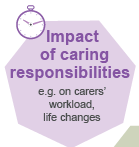 Impact
of caring
responsibilities
e.g. on carers’
workload,
life changes